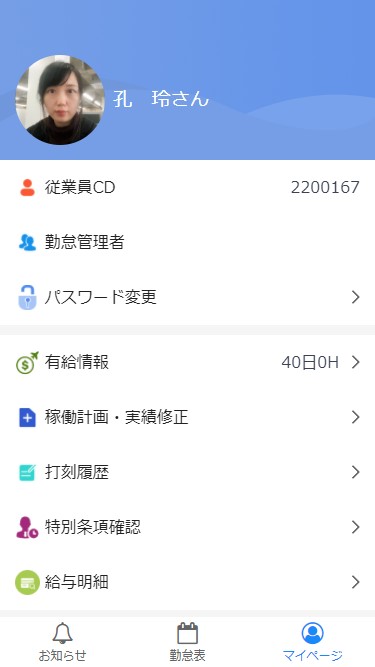 孔　玲さん
従業員CD 2200167
勤怠管理者
パスワード変更
有給情報 40日0H
稼働計画・実績修正
打刻履歴
特別条項確認
給与明細
お知らせ 勤怠表 マイページ